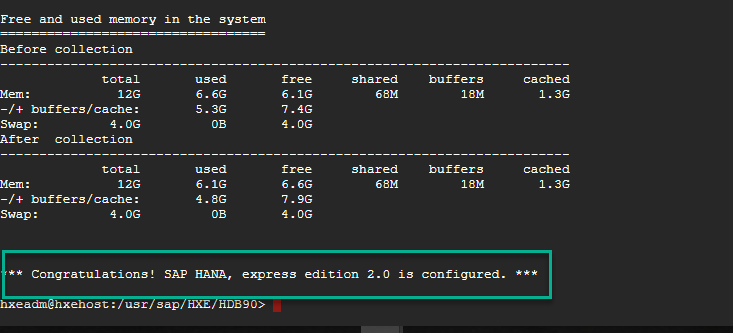 Free and used memory in the system
==================================
Before collection
-------------------------------------------------------------------------
             total       used       free     shared    buffers     cached
Mem:           12G       6.6G       6.1G        68M        18M       1.3G
-/+ buffers/cache:       5.3G       7.4G
Swap:         4.0G         0B       4.0G
After  collection
-------------------------------------------------------------------------
             total       used       free     shared    buffers     cached
Mem:           12G       6.1G       6.6G        68M        18M       1.3G
-/+ buffers/cache:       4.8G       7.9G
Swap:         4.0G         0B       4.0G
*** Congratulations! SAP HANA, express edition 2.0 is configured. ***
hxeadm@hxehost:/usr/sap/HXE/HDB90>